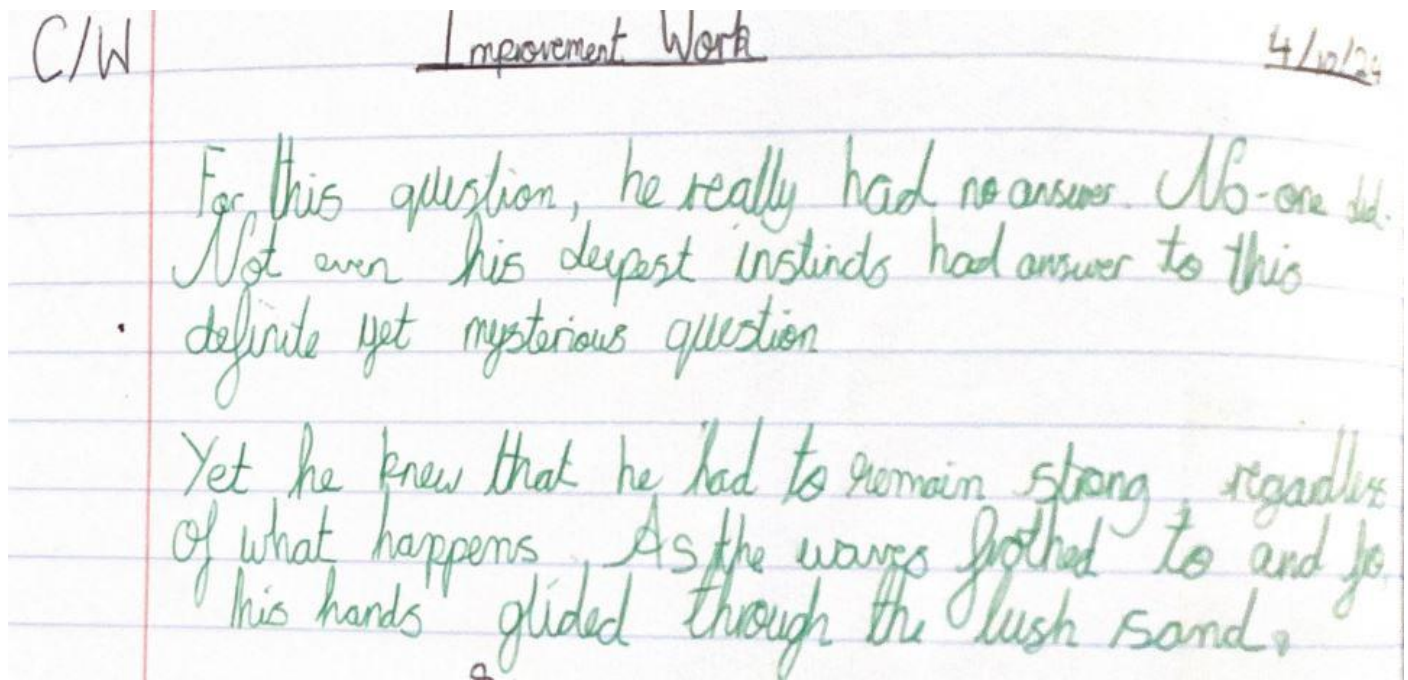 C/W Improvement Work 4/10/24
For this question, he really had no answer. No-one did.
Not even his deepest instincts had answer to this
definite yet mysterious question
Yet he knew that he had to remain strong, regardless
of what happens. As the waves frothed to and fro,
his hands glided through the lush sand.